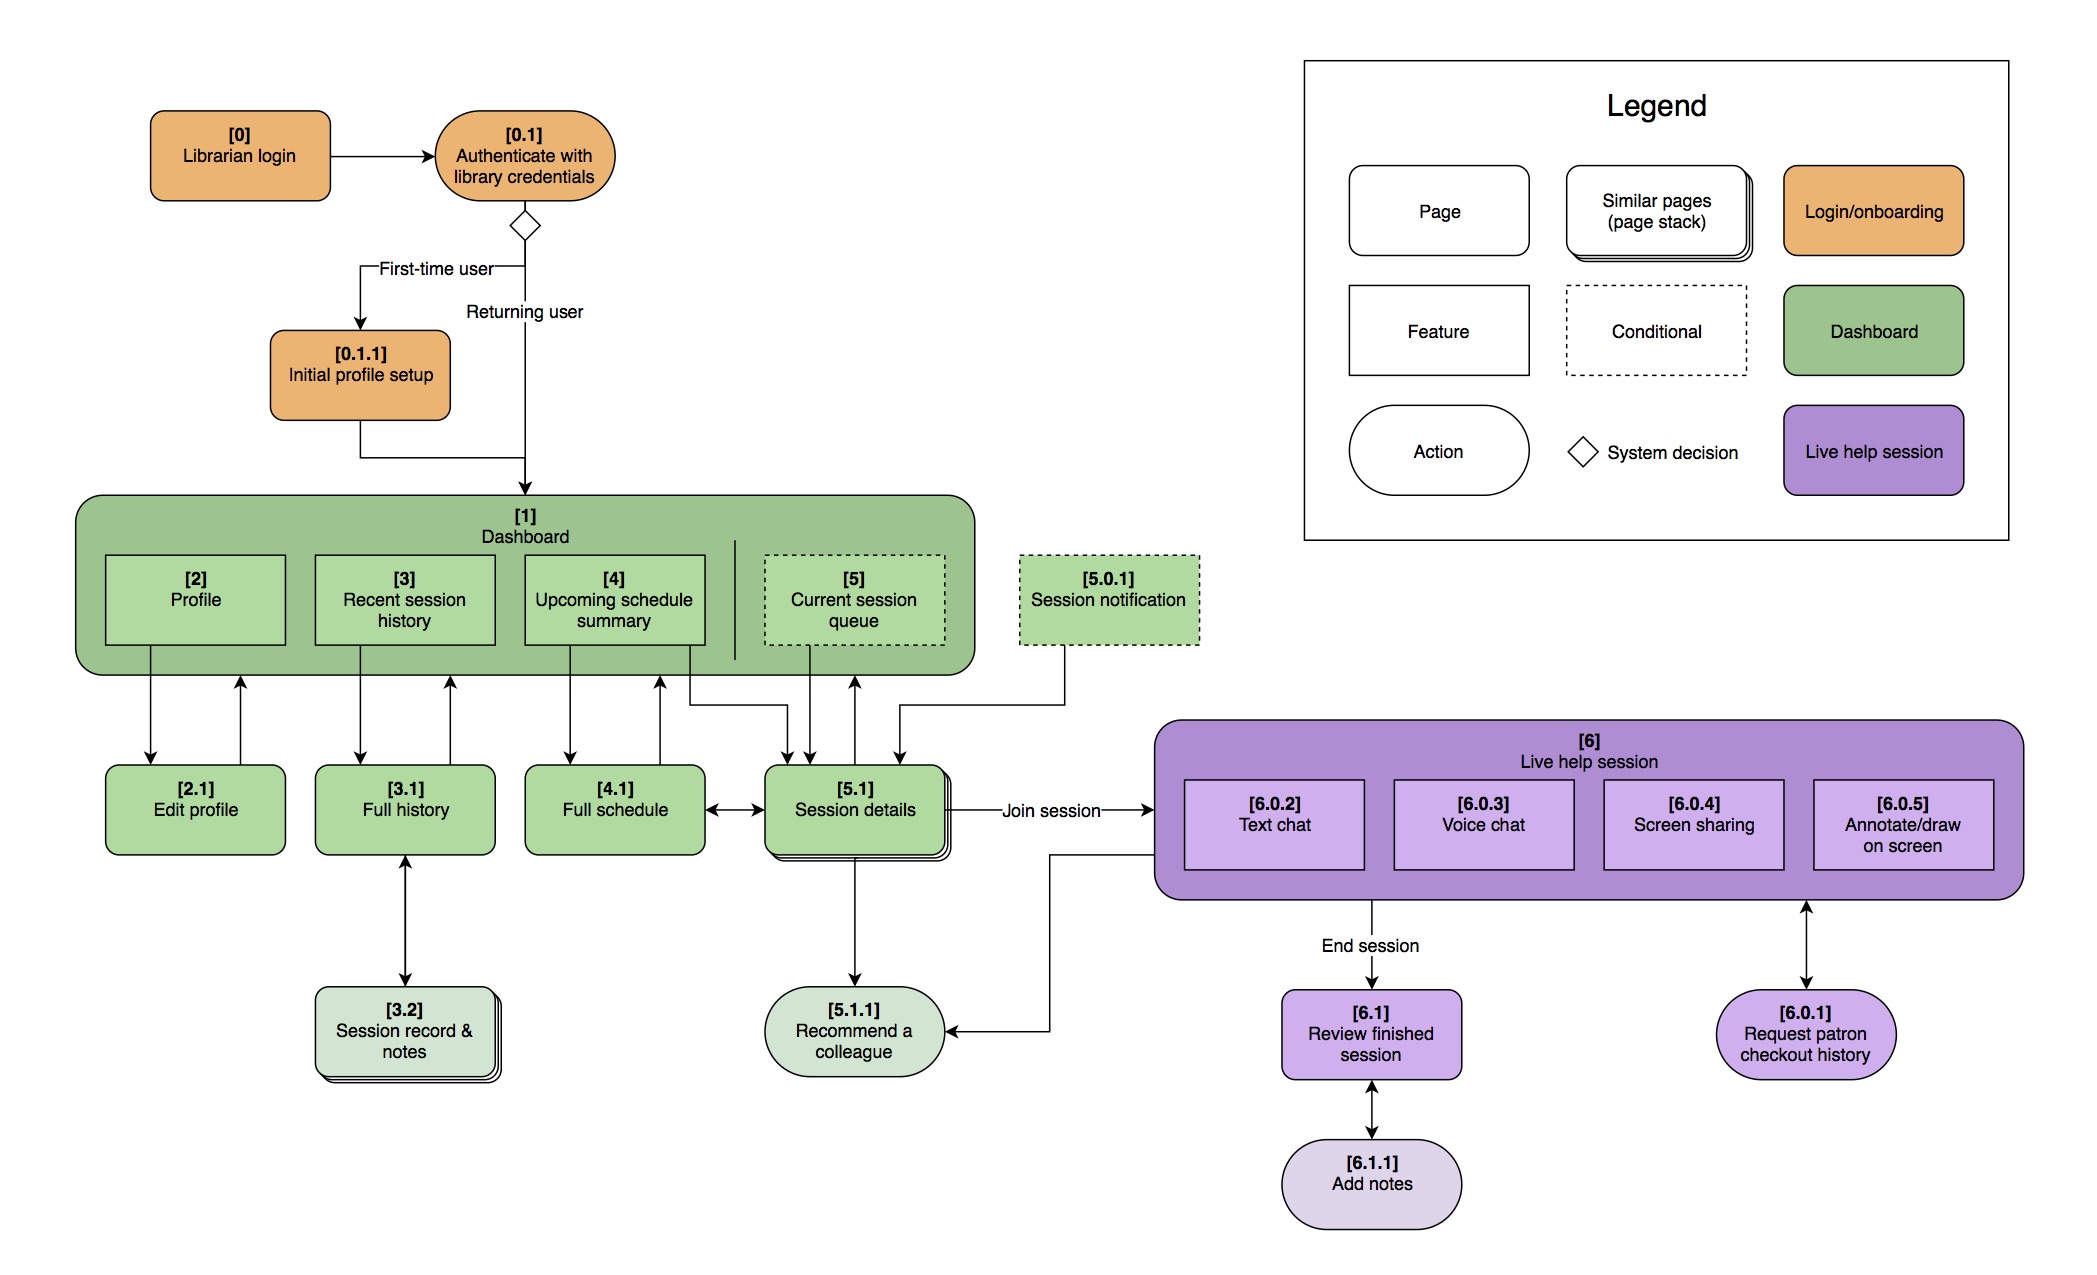 Legend
Page
Similar pages
(page stack)
Login/onboarding
Feature
Conditional
Dashboard
Action
System decision
Live help session
[0]
Librarian login
[0.1]
Authenticate with
library credentials
First-time user
Returning user
[0.1.1]
Initial profile setup
[1]
Dashboard
[2]
Profile
[3]
Recent session
history
[4]
Upcoming schedule
summary
[5]
Current session
queue
[5.0.1]
Session notification
[2.1]
Edit profile
[3.1]
Full history
[4.1]
Full schedule
[5.1]
Session details
Join session
[6]
Live help session
[6.0.2]
Text chat
[6.0.3]
Voice chat
[6.0.4]
Screen sharing
[6.0.5]
Annotate/draw
on screen
End session
[3.2]
Session record &
notes
[5.1.1]
Recommend a
colleague
[6.1]
Review finished
session
[6.0.1]
Request patron
checkout history
[6.1.1]
Add notes